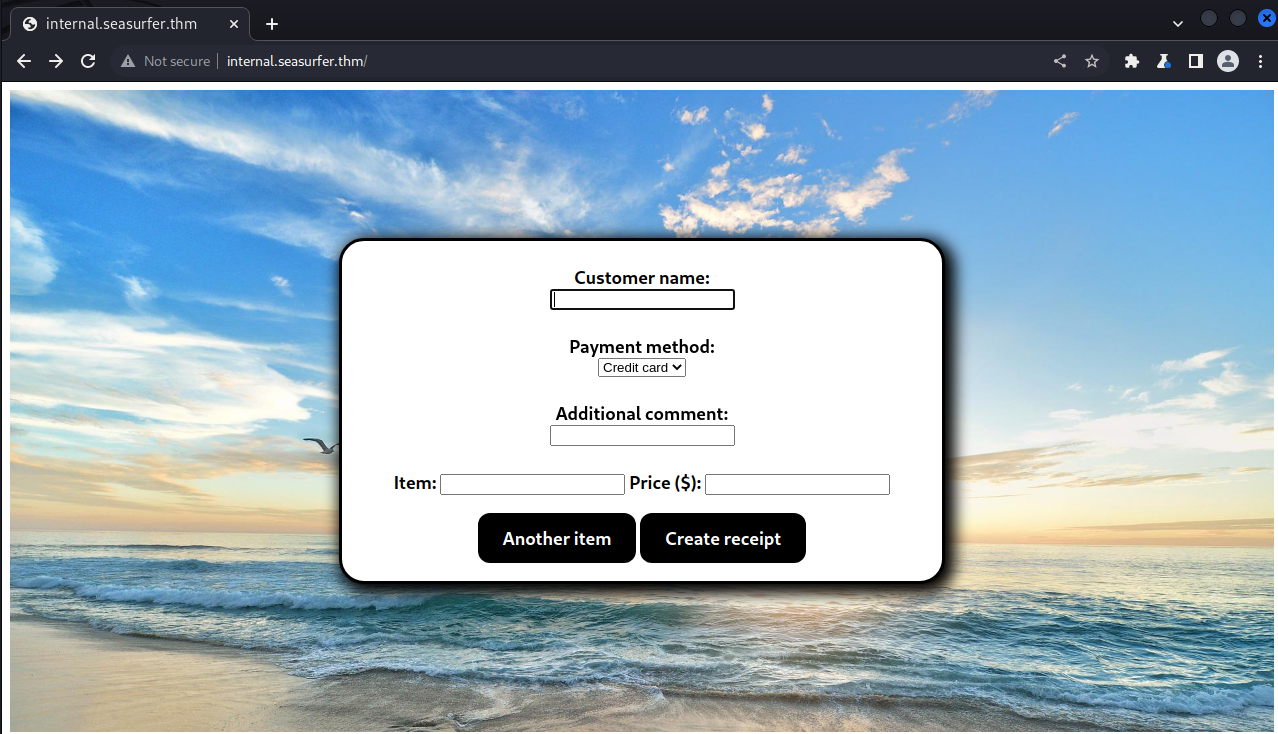 internal.seasurfer.thm
Not secure internal.seasurfer.thm/
Customer name:
Payment method:
Credit card
Additional comment:
Item: Price ($):
Another item Create receipt